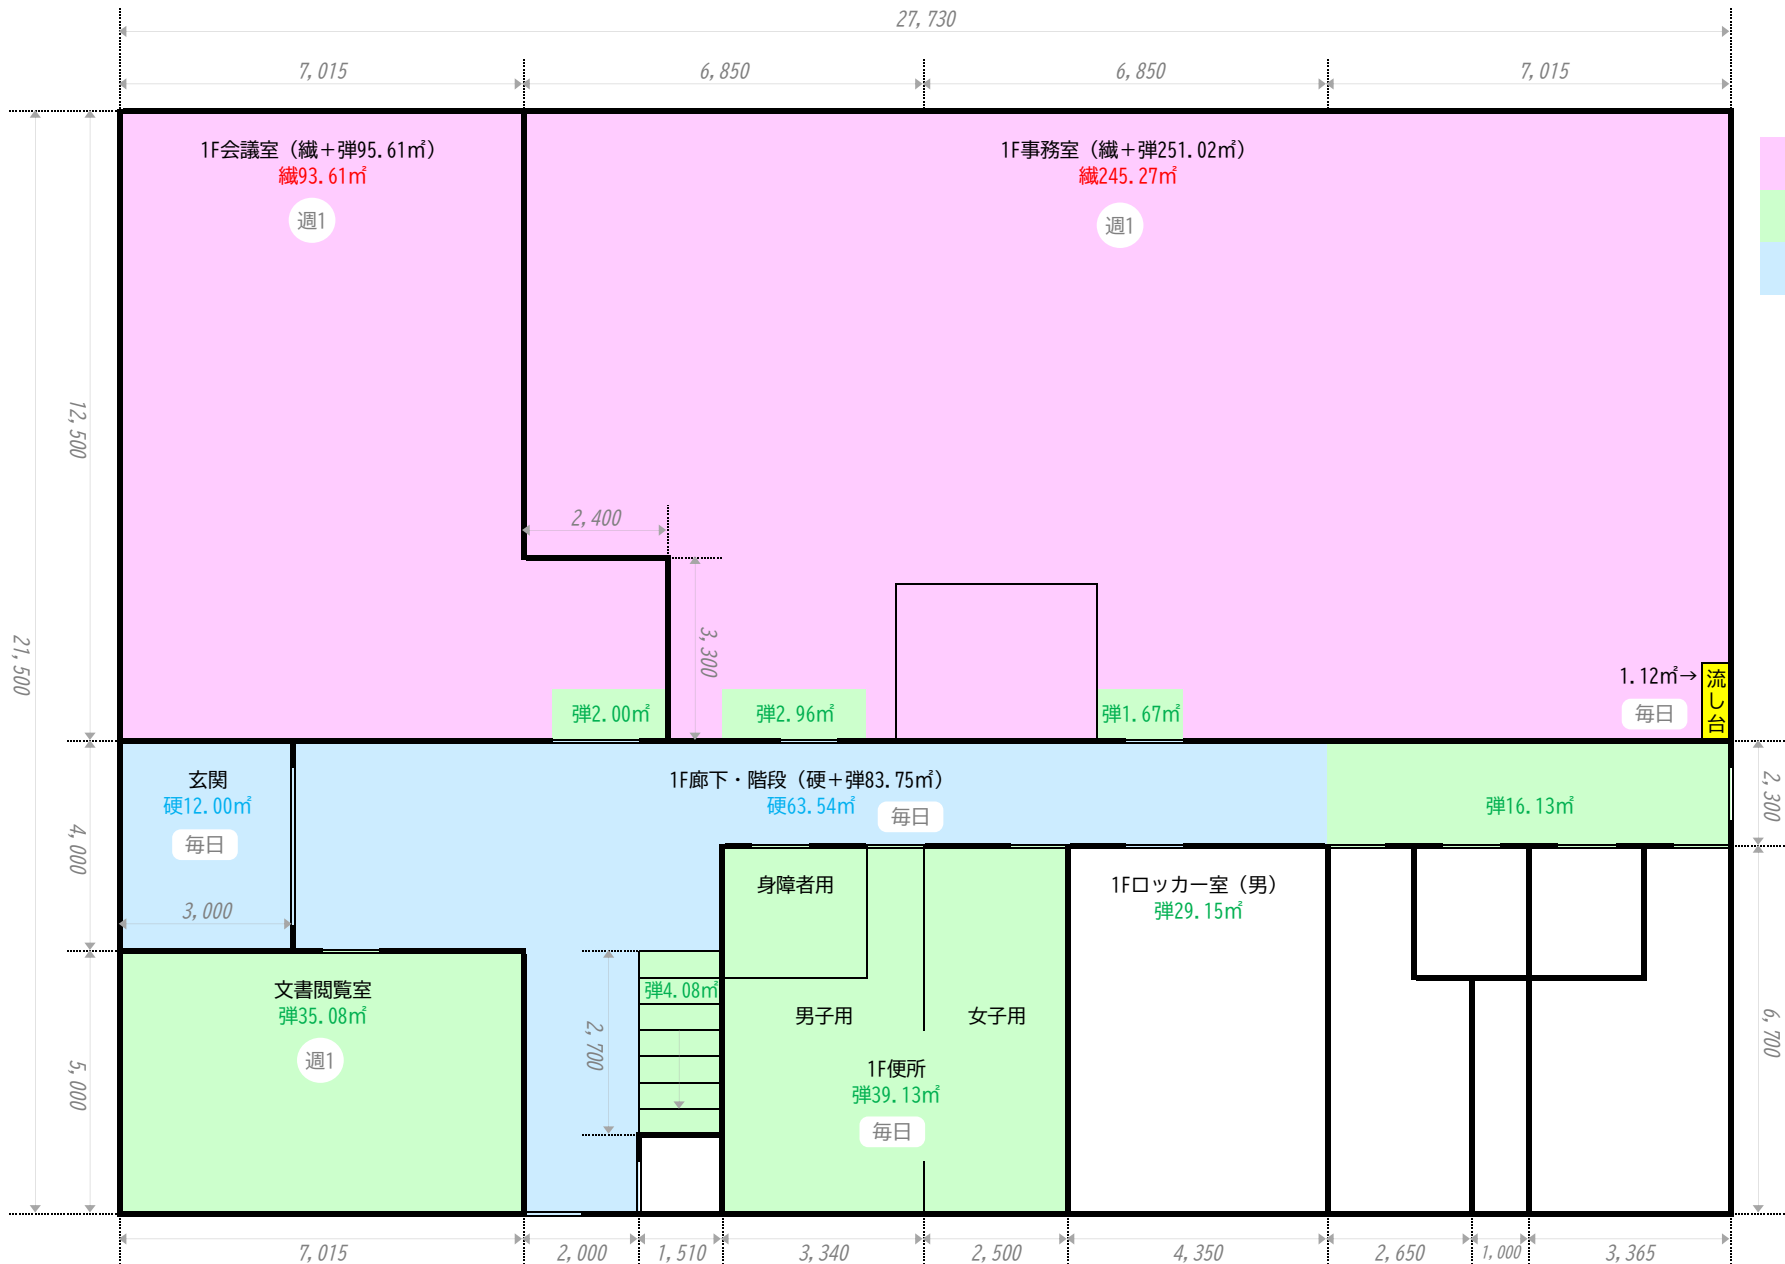 27,730
7,015
6,850
6,850
7,015
1F会議室（繊＋弾95.61㎡）
繊93.61㎡
週1
1F事務室（繊＋弾251.02㎡）
繊245.27㎡
週1
12,500
21,500
2,400
3,300
1.12㎡→
流し台
毎日
弾2.00㎡
弾2.96㎡
弾1.67㎡
玄関
硬12.00㎡
毎日
1F廊下・階段（硬＋弾83.75㎡）
硬63.54㎡
毎日
弾16.13㎡
2,300
4,000
3,000
身障者用
1Fロッカー室（男）
弾29.15㎡
文書閲覧室
弾35.08㎡
週1
弾4.08㎡
2,700
男子用
女子用
1F便所
弾39.13㎡
毎日
5,000
6,700
7,015
2,000
1,510
3,340
2,500
4,350
2,650
1,000
3,365